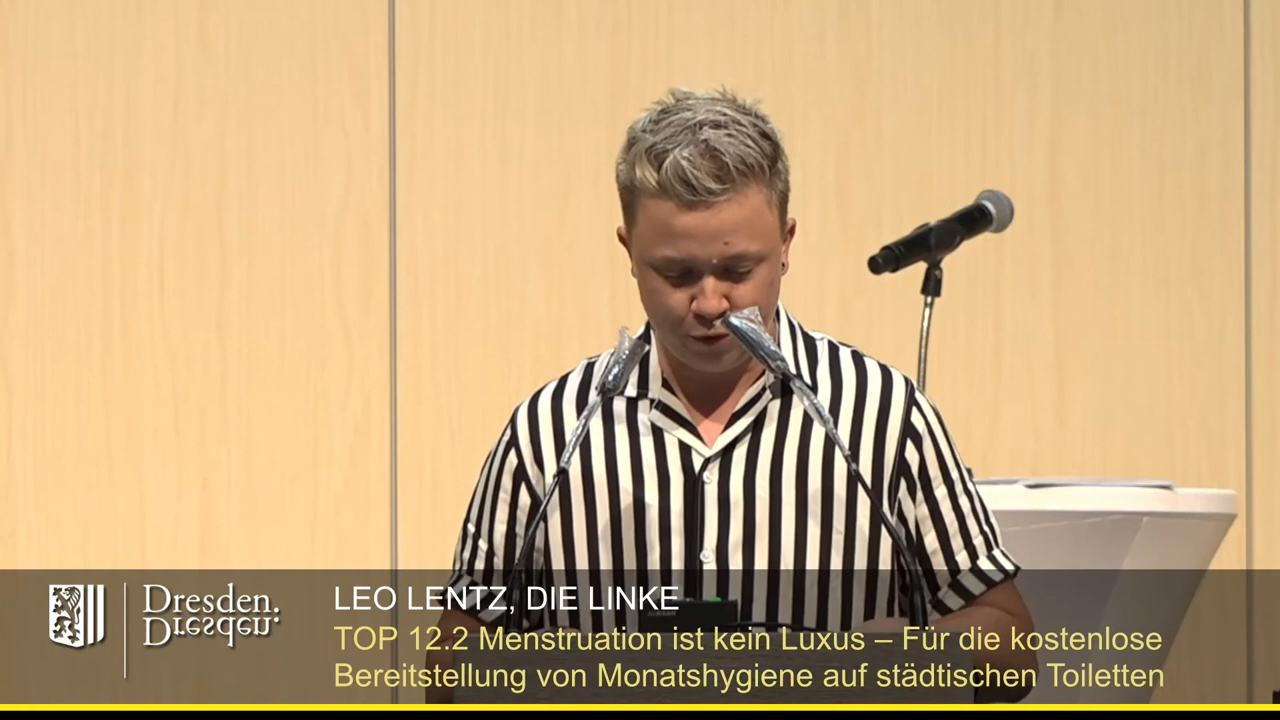 Dresden.
Dresden.
LEO LENTZ, DIE LINKE
TOP 12.2 Menstruation ist kein Luxus – Für die kostenlose
Bereitstellung von Monatshygiene auf städtischen Toiletten